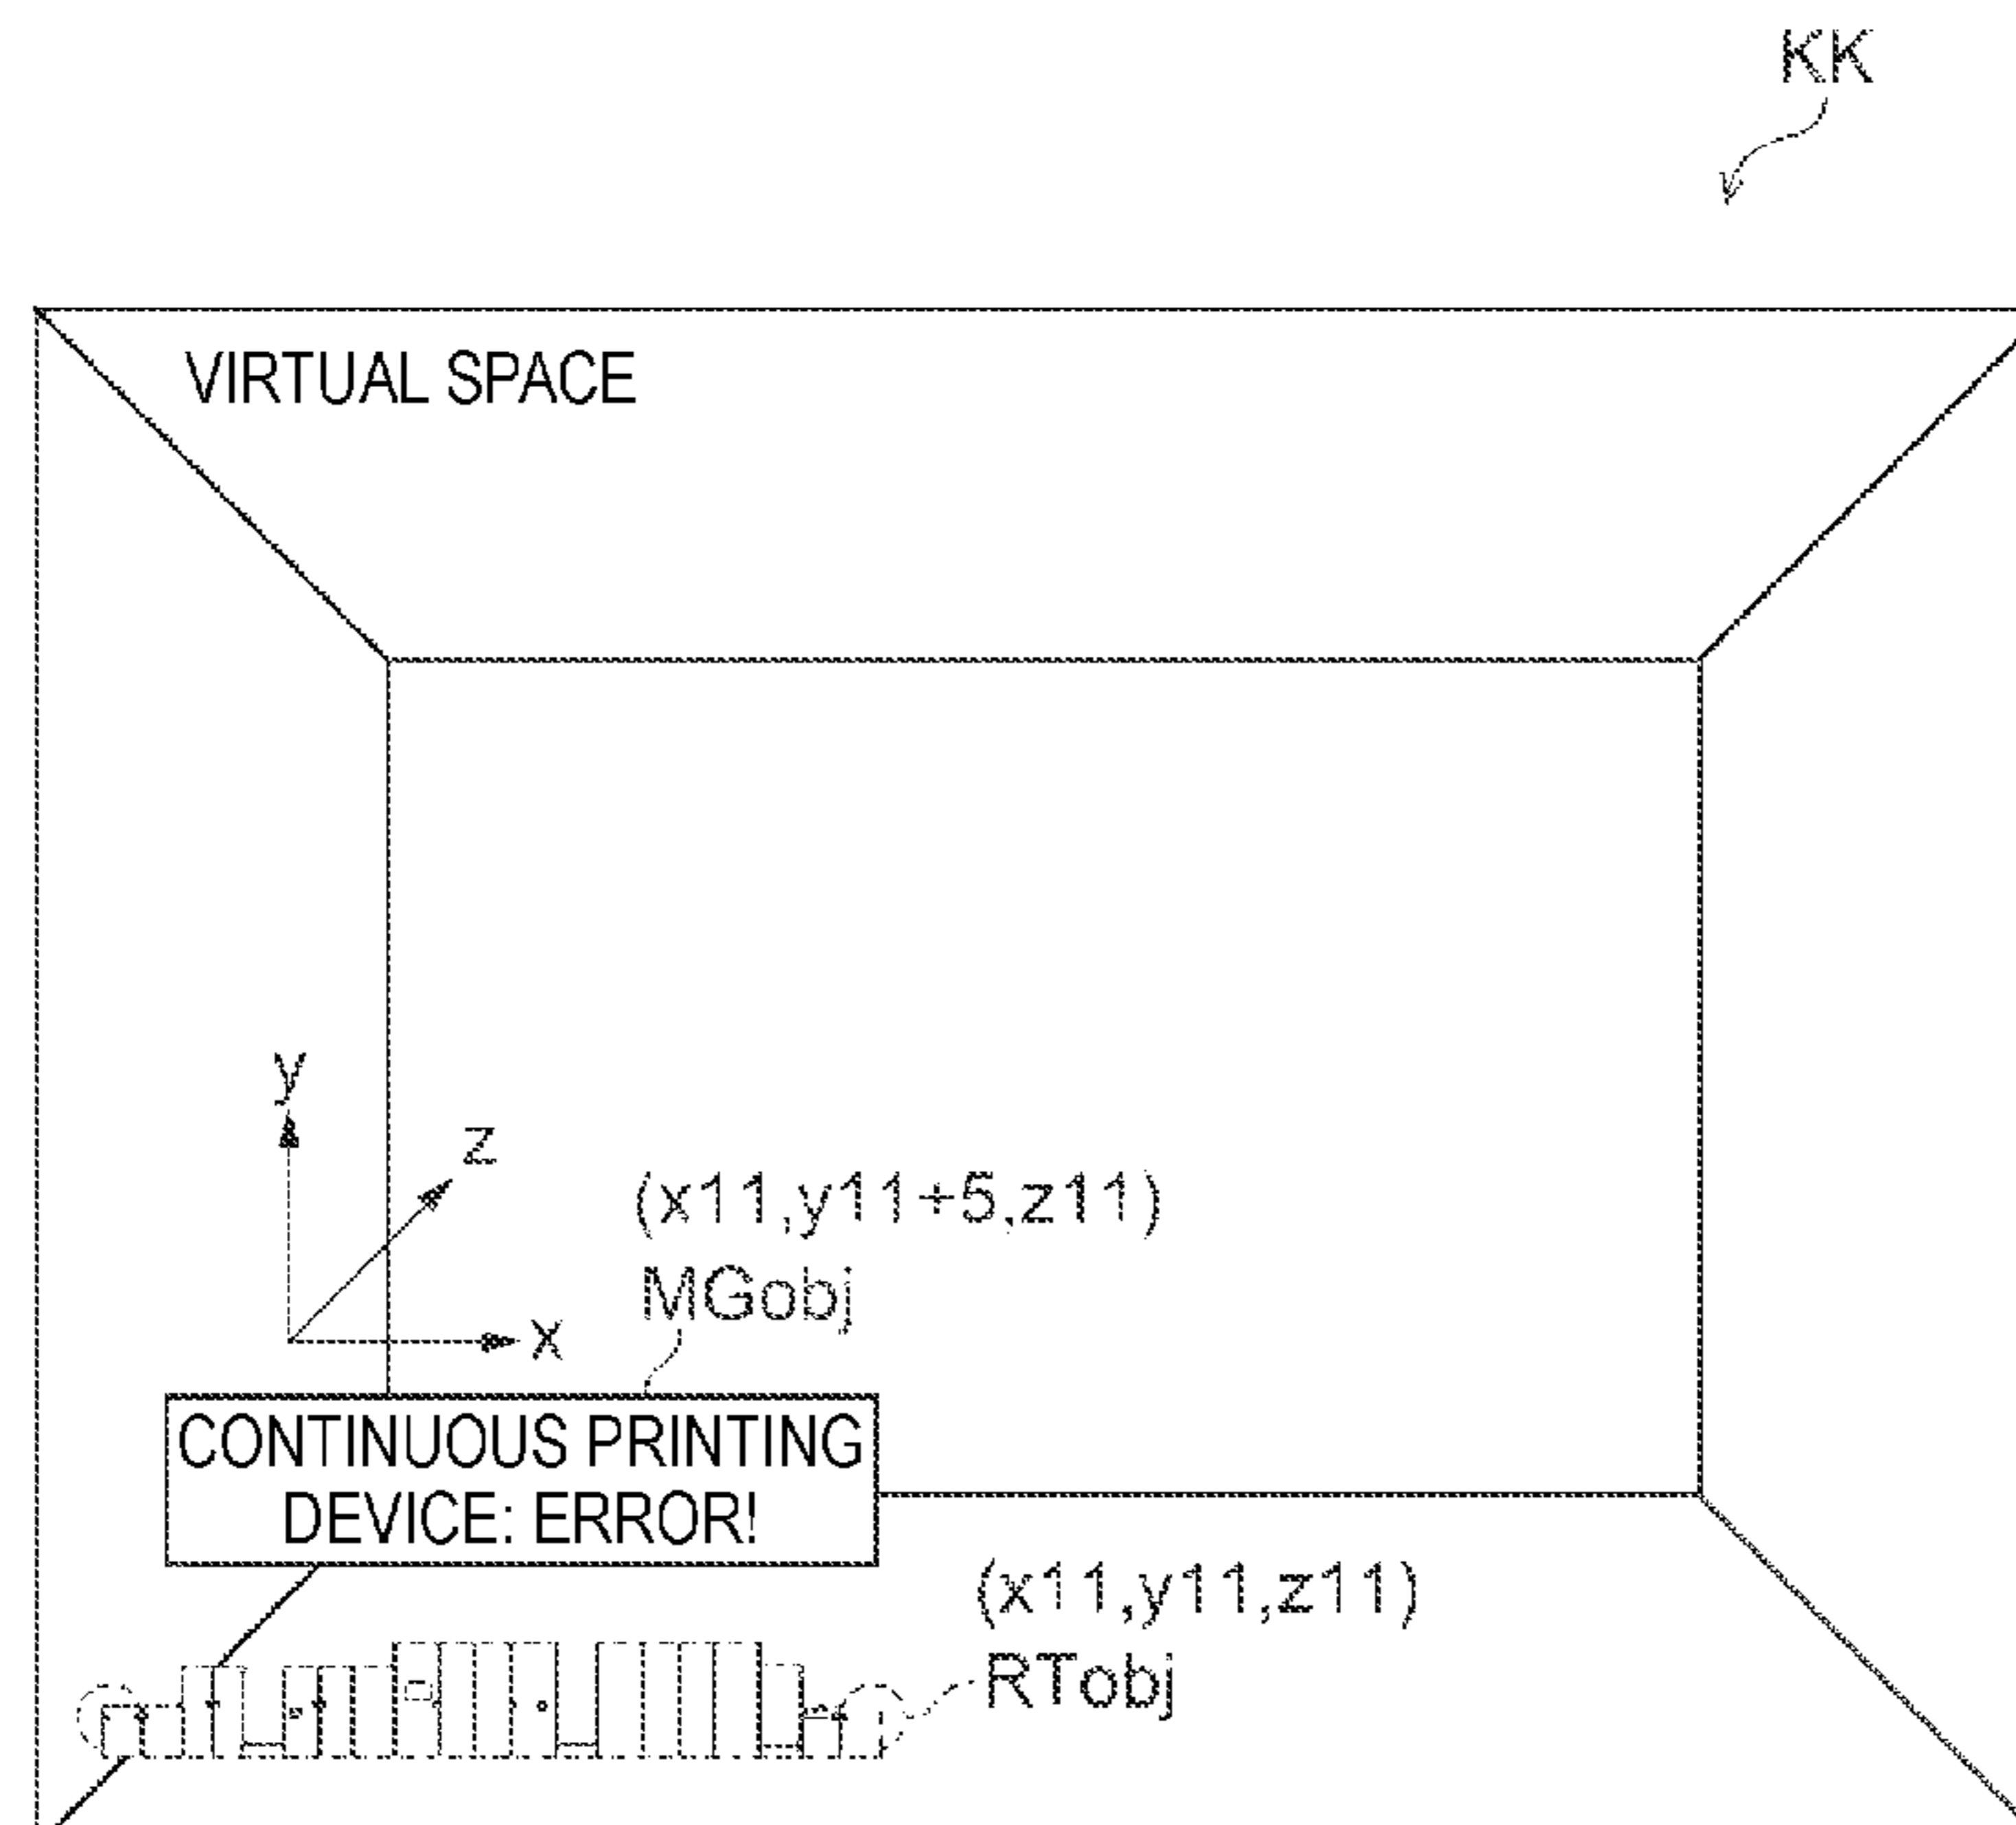 KK
VIRTUAL SPACE
y
z
(x11,y11+5,z11)
MGobj
x
CONTINUOUS PRINTING
DEVICE: ERROR!
(x11,y11,z11)
RTobj